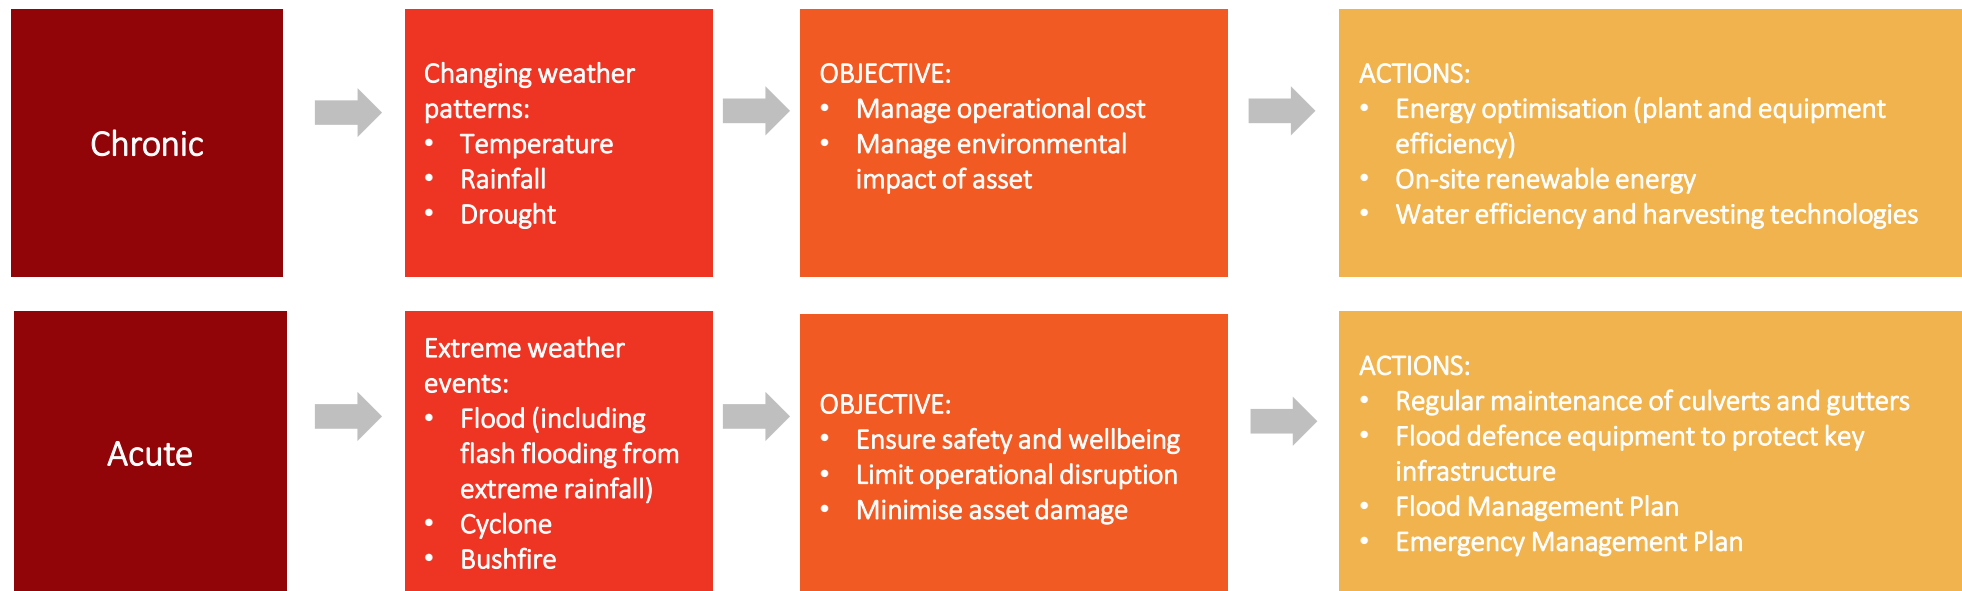 Chronic
Changing weather
patterns:
• Temperature
• Rainfall
• Drought
OBJECTIVE:
• Manage operational cost
• Manage environmental
impact of asset
ACTIONS:
• Energy optimisation (plant and equipment
efficiency)
• On-site renewable energy
• Water efficiency and harvesting technologies
Acute
Extreme weather
events:
• Flood (including
flash flooding from
extreme rainfall)
• Cyclone
• Bushfire
OBJECTIVE:
• Ensure safety and wellbeing
• Limit operational disruption
• Minimise asset damage
ACTIONS:
• Regular maintenance of culverts and gutters
• Flood defence equipment to protect key
infrastructure
• Flood Management Plan
• Emergency Management Plan